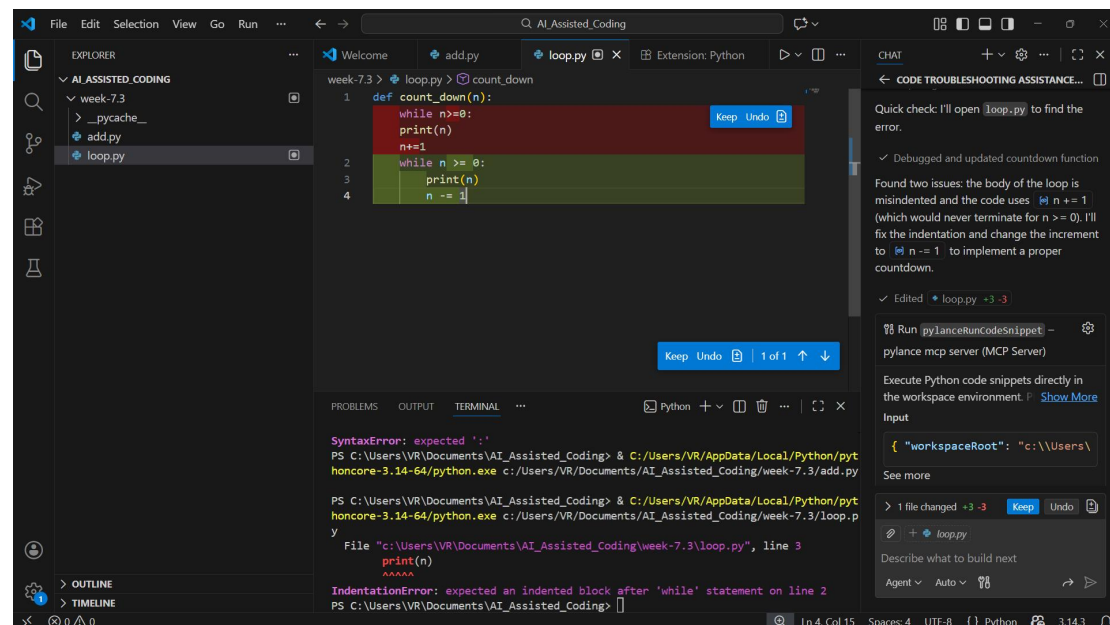 File Edit Selection View Go Run ···
AI_Assisted_Coding
EXPLORER
AI_ASSISTED_CODING
week-7.3
__pycache__
add.py
loop.py
OUTLINE
TIMELINE
Welcome
add.py
loop.py
Extension: Python
week-7.3 > loop.py > count_down
1 def count_down(n):
while n>=0:
print(n)
n+=1
2 while n >= 0:
3 print(n)
4 n -= 1
Keep Undo
Keep Undo 1 of 1
PROBLEMS OUTPUT TERMINAL ···
Python
SyntaxError: expected ':'
PS C:\Users\VR\Documents\AI_Assisted_Coding> & C:/Users/VR/AppData/Local/Python/pyt
honcore-3.14-64/python.exe c:/Users/VR/Documents/AI_Assisted_Coding/week-7.3/add.py
PS C:\Users\VR\Documents\AI_Assisted_Coding> & C:/Users/VR/AppData/Local/Python/pyt
honcore-3.14-64/python.exe c:/Users/VR/Documents/AI_Assisted_Coding/week-7.3/loop.p
y
File "c:\Users\VR\Documents\AI_Assisted_Coding\week-7.3\loop.py", line 3
print(n)
^^^^^
IndentationError: expected an indented block after 'while' statement on line 2
PS C:\Users\VR\Documents\AI_Assisted_Coding>
CHAT
CODE TROUBLESHOOTING ASSISTANCE...
Quick check: I'll open loop.py to find the
error.
Debugged and updated countdown function
Found two issues: the body of the loop is
misindented and the code uses n += 1
(which would never terminate for n >= 0). I'll
fix the indentation and change the increment
to n -= 1 to implement a proper
countdown.
Edited loop.py +3 -3
Run pylanceRunCodeSnippet –
pylance mcp server (MCP Server)
Execute Python code snippets directly in
the workspace environment. P Show More
Input
{ "workspaceRoot": "c:\\Users\
See more
1 file changed +3 -3 Keep Undo
loop.py
Describe what to build next
Agent Auto
0 0
Ln 4, Col 15 Spaces: 4 UTF-8 {} Python 3.14.3
1